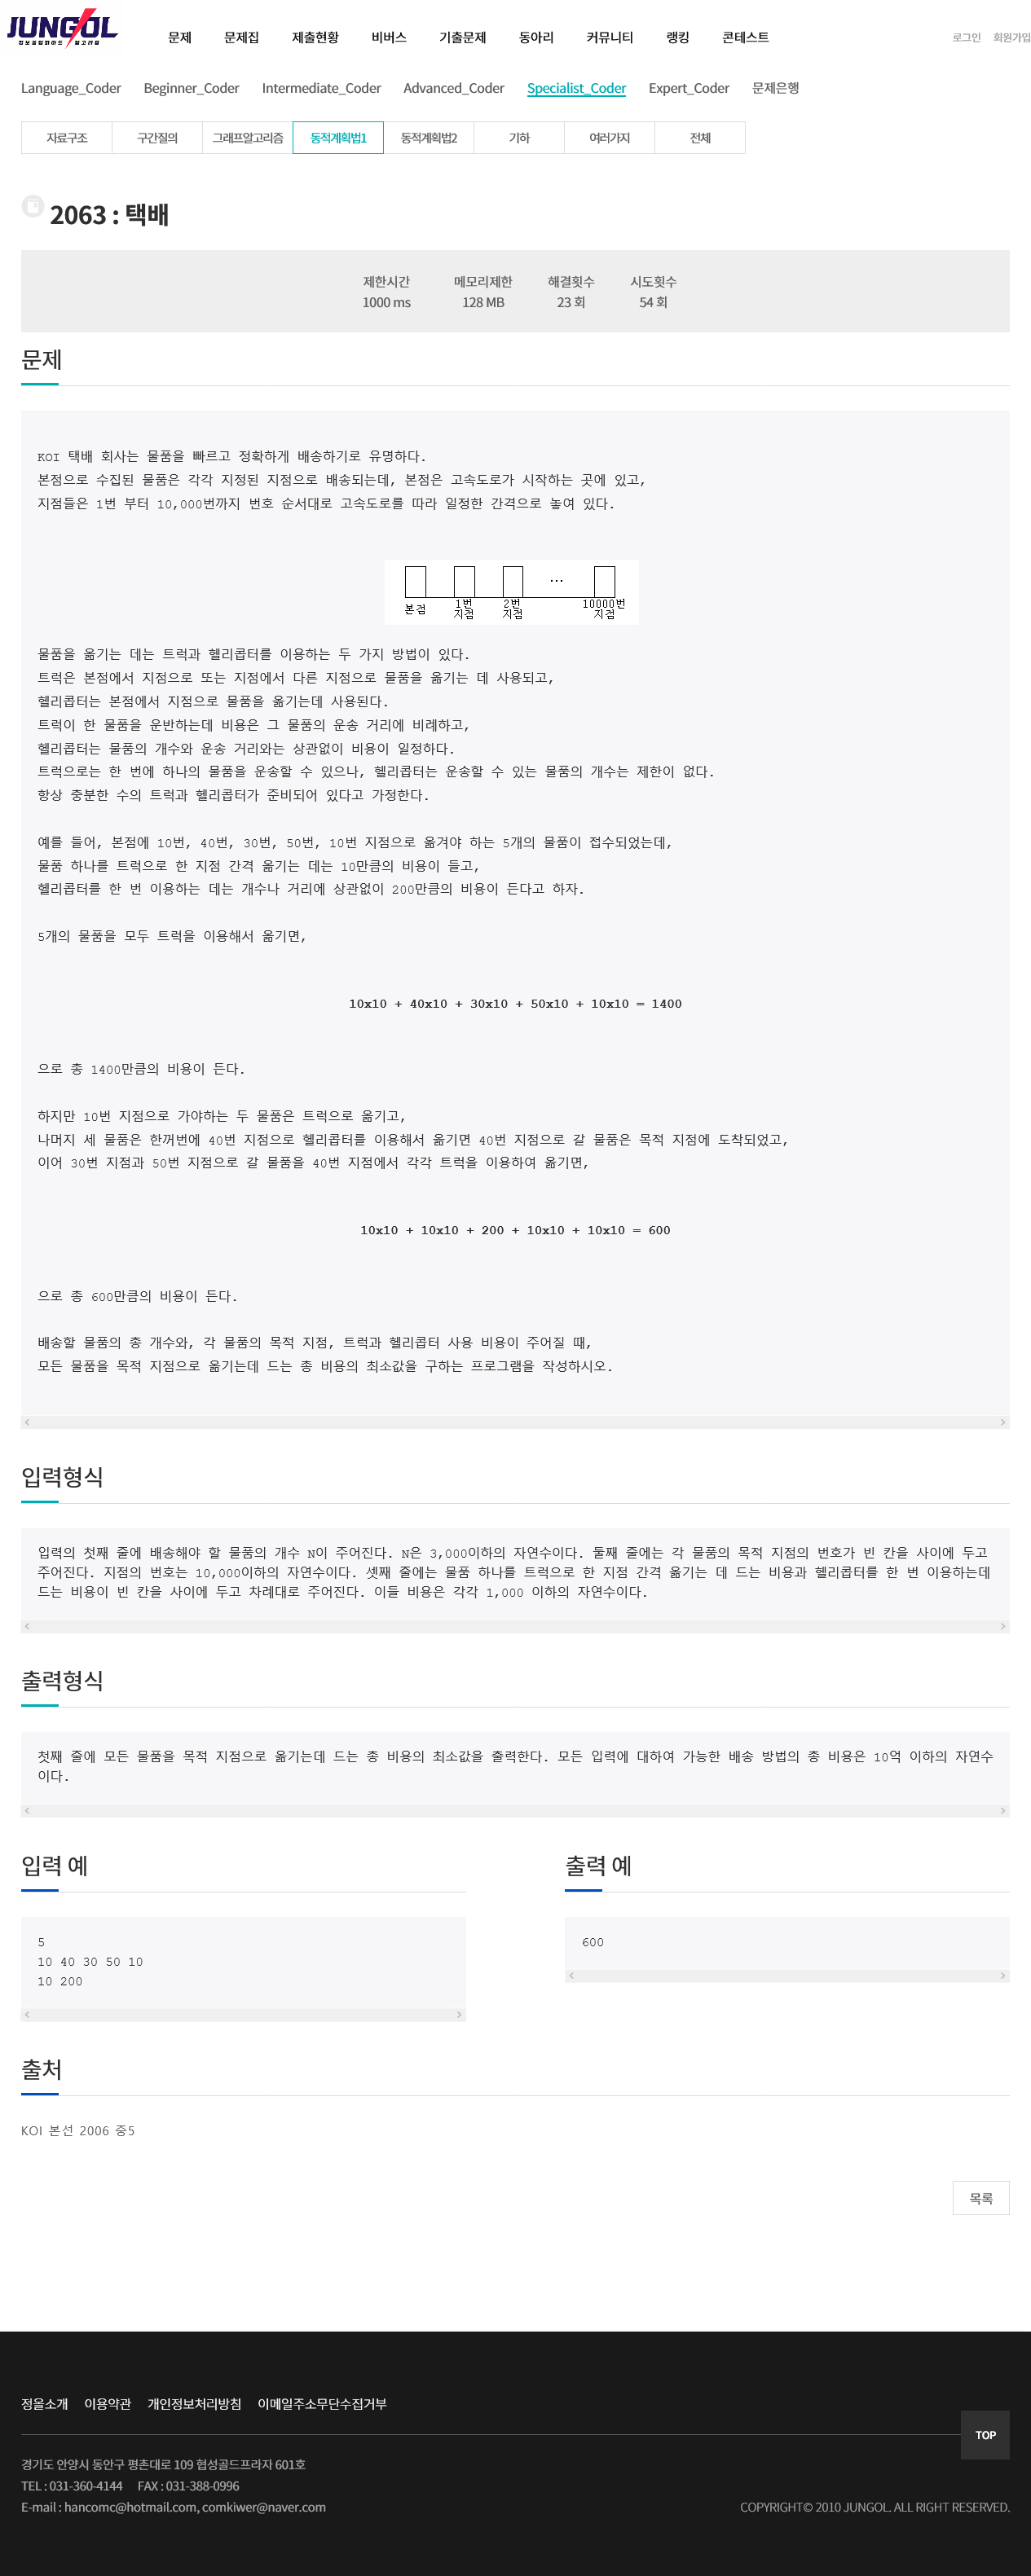 JUNGOL
정보올림피아드 알고리즘
문제 문제집 제출현황 비버스 기출문제 동아리 커뮤니티 랭킹 콘테스트 로그인 회원가입
Language_Coder Beginner_Coder Intermediate_Coder Advanced_Coder Specialist_Coder Expert_Coder 문제은행
자료구조 구간질의 그래프알고리즘 동적계획법1 동적계획법2 기하 여러가지 전체
2063 : 택배
제한시간 메모리제한 해결횟수 시도횟수
1000 ms 128 MB 23 회 54 회
문제
KOI 택배 회사는 물품을 빠르고 정확하게 배송하기로 유명하다.
본점으로 수집된 물품은 각각 지정된 지점으로 배송되는데, 본점은 고속도로가 시작하는 곳에 있고,
지점들은 1번 부터 10,000번까지 번호 순서대로 고속도로를 따라 일정한 간격으로 놓여 있다.
...
본점 1번 지점 2번 지점 10000번 지점
물품을 옮기는 데는 트럭과 헬리콥터를 이용하는 두 가지 방법이 있다.
트럭은 본점에서 지점으로 또는 지점에서 다른 지점으로 물품을 옮기는 데 사용되고,
헬리콥터는 본점에서 지점으로 물품을 옮기는데 사용된다.
트럭이 한 물품을 운반하는데 비용은 그 물품의 운송 거리에 비례하고,
헬리콥터는 물품의 개수와 운송 거리와는 상관없이 비용이 일정하다.
트럭으로는 한 번에 하나의 물품을 운송할 수 있으나, 헬리콥터는 운송할 수 있는 물품의 개수는 제한이 없다.
항상 충분한 수의 트럭과 헬리콥터가 준비되어 있다고 가정한다.
예를 들어, 본점에 10번, 40번, 30번, 50번, 10번 지점으로 옮겨야 하는 5개의 물품이 접수되었는데,
물품 하나를 트럭으로 한 지점 간격 옮기는 데는 10만큼의 비용이 들고,
헬리콥터를 한 번 이용하는 데는 개수나 거리에 상관없이 200만큼의 비용이 든다고 하자.
5개의 물품을 모두 트럭을 이용해서 옮기면,
10x10 + 40x10 + 30x10 + 50x10 + 10x10 = 1400
으로 총 1400만큼의 비용이 든다.
하지만 10번 지점으로 가야하는 두 물품은 트럭으로 옮기고,
나머지 세 물품은 한꺼번에 40번 지점으로 헬리콥터를 이용해서 옮기면 40번 지점으로 갈 물품은 목적 지점에 도착되었고,
이어 30번 지점과 50번 지점으로 갈 물품을 40번 지점에서 각각 트럭을 이용하여 옮기면,
10x10 + 10x10 + 200 + 10x10 + 10x10 = 600
으로 총 600만큼의 비용이 든다.
배송할 물품의 총 개수와, 각 물품의 목적 지점, 트럭과 헬리콥터 사용 비용이 주어질 때,
모든 물품을 목적 지점으로 옮기는데 드는 총 비용의 최소값을 구하는 프로그램을 작성하시오.
입력형식
입력의 첫째 줄에 배송해야 할 물품의 개수 N이 주어진다. N은 3,000이하의 자연수이다. 둘째 줄에는 각 물품의 목적 지점의 번호가 빈 칸을 사이에 두고
주어진다. 지점의 번호는 10,000이하의 자연수이다. 셋째 줄에는 물품 하나를 트럭으로 한 지점 간격 옮기는 데 드는 비용과 헬리콥터를 한 번 이용하는데
드는 비용이 빈 칸을 사이에 두고 차례대로 주어진다. 이들 비용은 각각 1,000 이하의 자연수이다.
출력형식
첫째 줄에 모든 물품을 목적 지점으로 옮기는데 드는 총 비용의 최소값을 출력한다. 모든 입력에 대하여 가능한 배송 방법의 총 비용은 10억 이하의 자연수
이다.
입력 예
5
10 40 30 50 10
10 200
출력 예
600
출처
KOI 본선 2006 중5
목록
정올소개 이용약관 개인정보처리방침 이메일주소무단수집거부
TOP
경기도 안양시 동안구 평촌대로 109 협성골드프라자 601호
TEL : 031-360-4144 FAX : 031-388-0996
E-mail : hancomc@hotmail.com, comkiwer@naver.com
COPYRIGHT© 2010 JUNGOL. ALL RIGHT RESERVED.